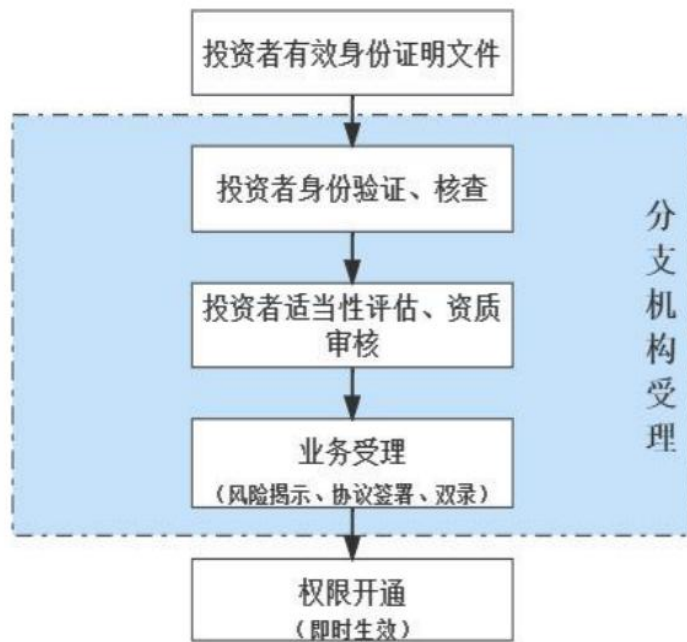 投资者有效身份证明文件
投资者身份验证、核查
投资者适当性评估、资质
审核
业务受理
(风险揭示、协议签署、双录)
权限开通
(即时生效)
分支机构受理